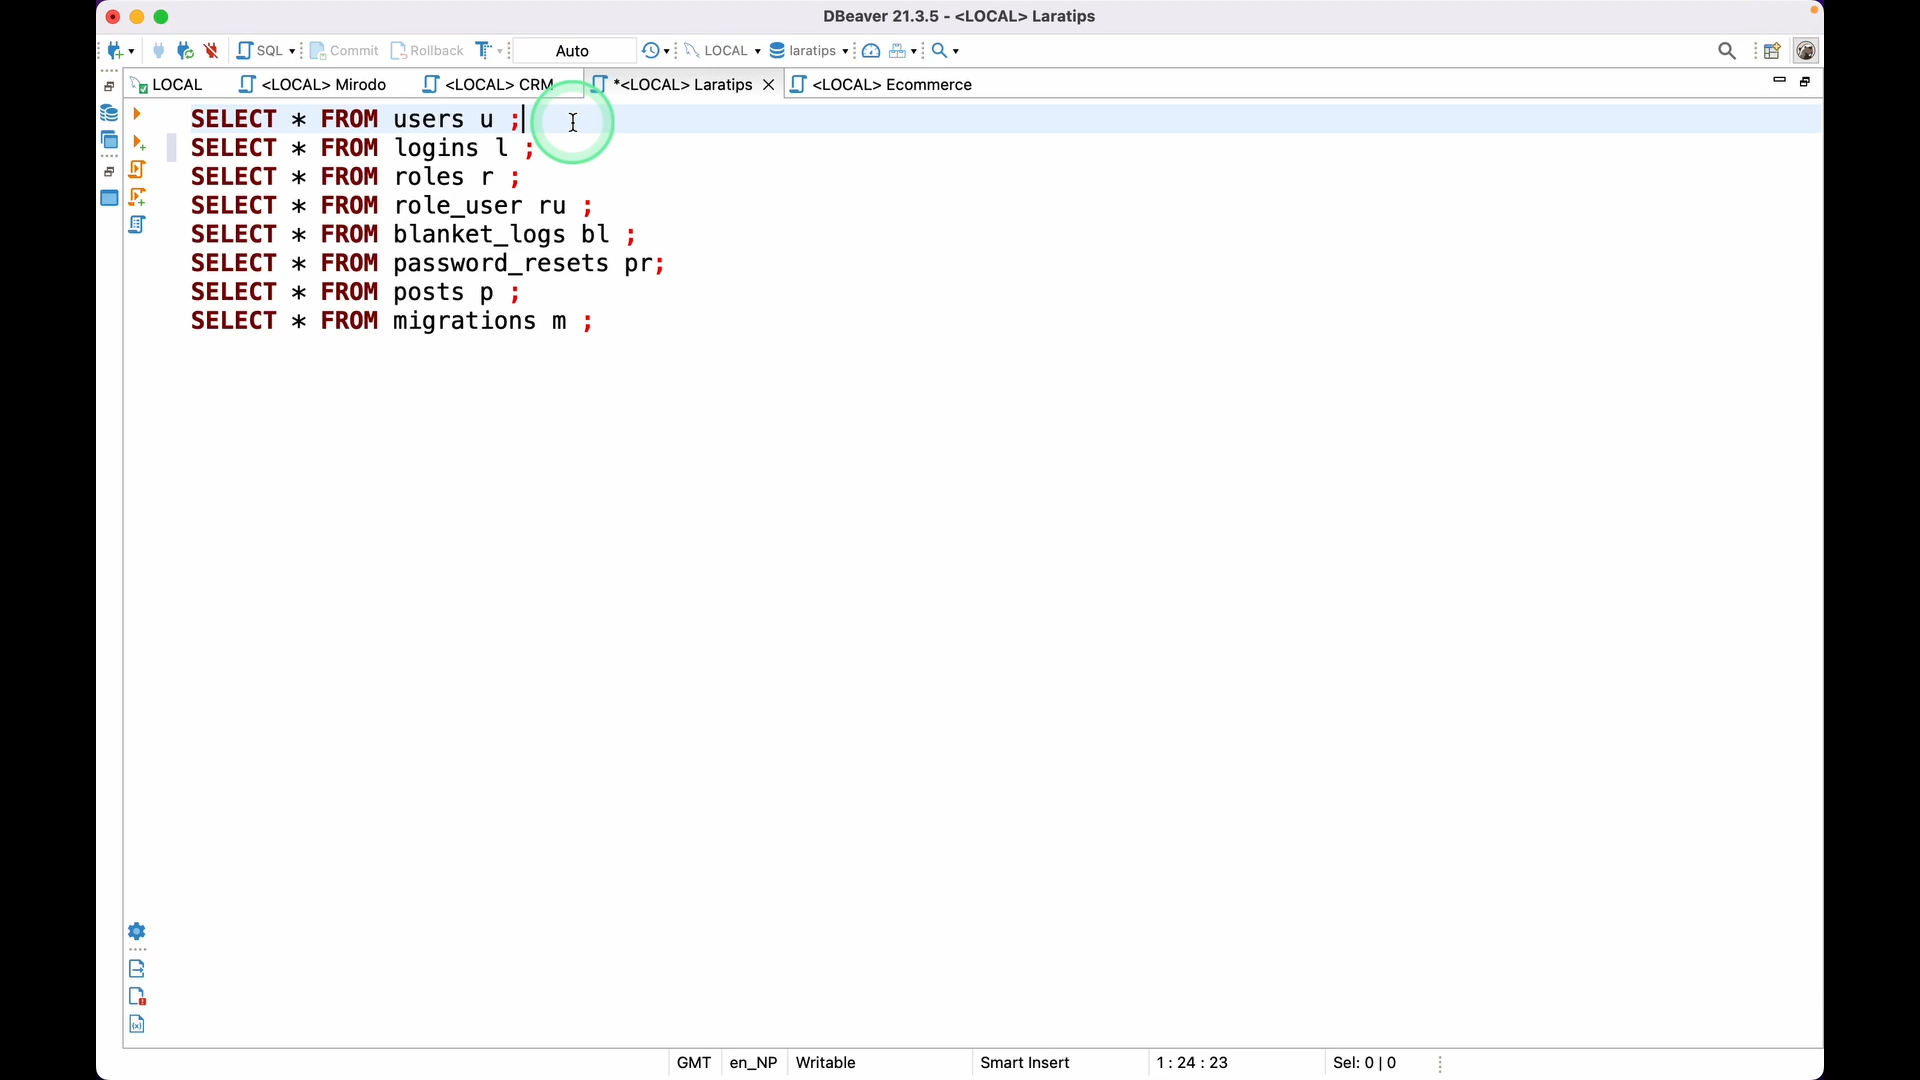 DBeaver 21.3.5 - <LOCAL> Laratips
SQL Commit Rollback Auto LOCAL laratips
LOCAL <LOCAL> Mirodo <LOCAL> CRM *<LOCAL> Laratips <LOCAL> Ecommerce
SELECT * FROM users u ;
SELECT * FROM logins l ;
SELECT * FROM roles r ;
SELECT * FROM role_user ru ;
SELECT * FROM blanket_logs bl ;
SELECT * FROM password_resets pr;
SELECT * FROM posts p ;
SELECT * FROM migrations m ;
GMT en_NP Writable Smart Insert 1 : 24 : 23 Sel: 0 | 0